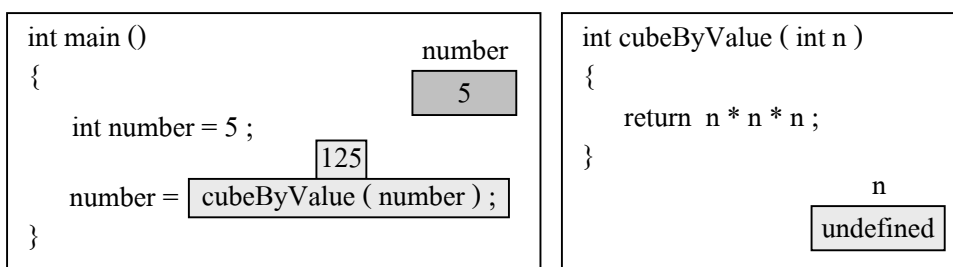 int main ()
number
{
5
int number = 5 ;
125
number = cubeByValue ( number ) ;
}
int cubeByValue ( int n )
{
return n * n * n ;
}
n
undefined